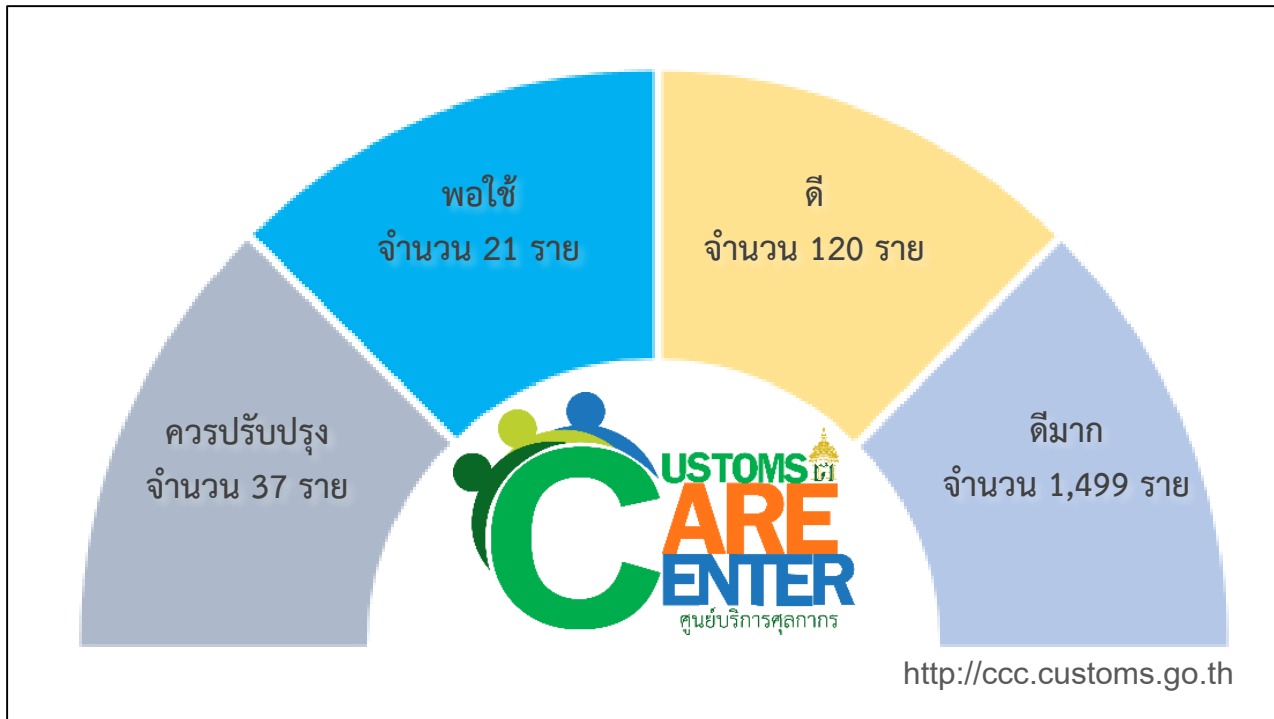 พอใช้
จำนวน 21 ราย
ดี
จำนวน 120 ราย
ควรปรับปรุง
จำนวน 37 ราย
ดีมาก
จำนวน 1,499 ราย
CUSTOMS
CARE
CENTER
ศูนย์บริการศุลกากร
http://ccc.customs.go.th